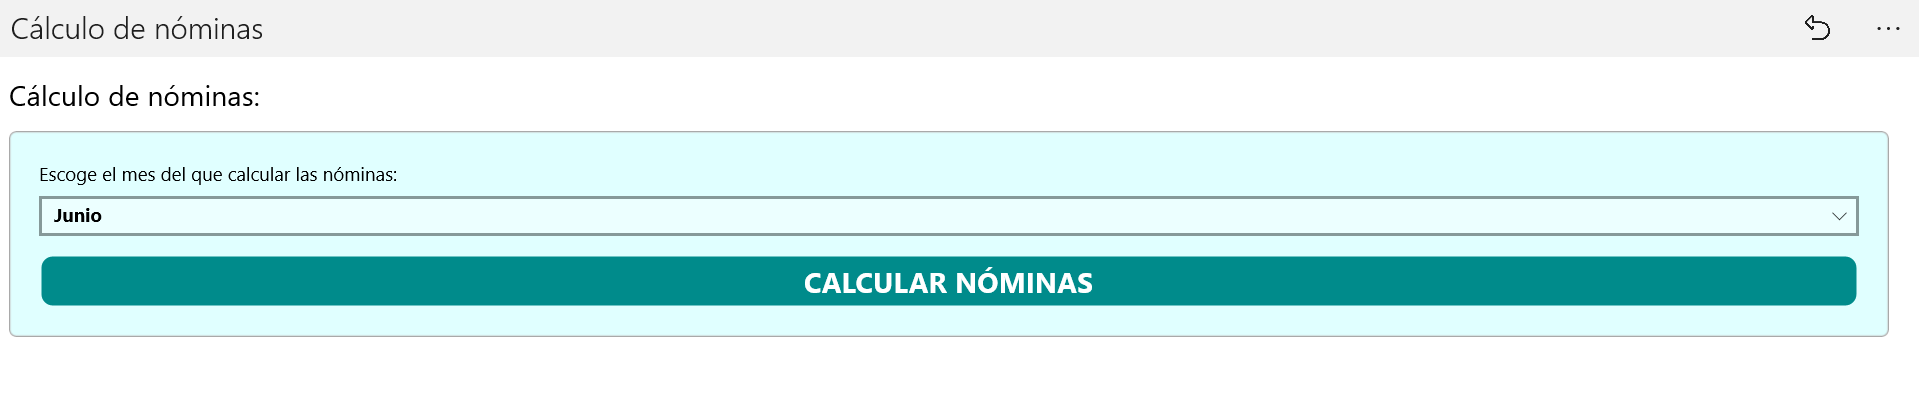 Cálculo de nóminas
Cálculo de nóminas:
Escoge el mes del que calcular las nóminas:
Junio
CALCULAR NÓMINAS